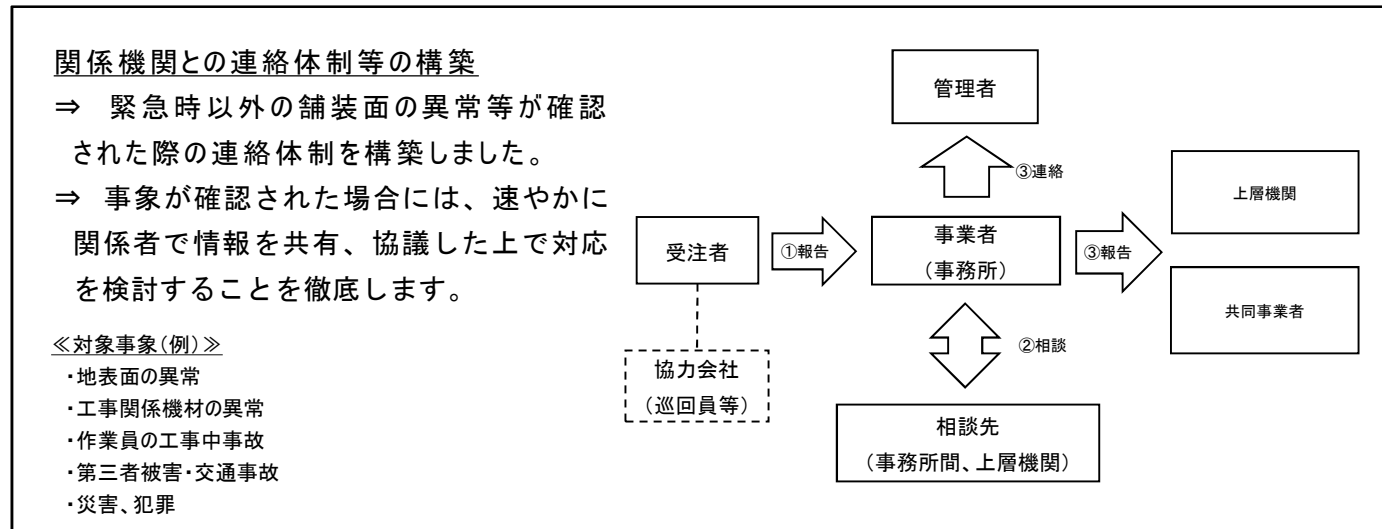 関係機関との連絡体制等の構築
⇒ 緊急時以外の舗装面の異常等が確認
された際の連絡体制を構築しました。
⇒ 事象が確認された場合には、速やかに
関係者で情報を共有、協議した上で対応
を検討することを徹底します。
≪対象事象(例)≫
・地表面の異常
・工事関係機材の異常
・作業員の工事中事故
・第三者被害・交通事故
・災害、犯罪
管理者
③連絡
受注者
①報告
事業者
(事務所)
③報告
上層機関
共同事業者
②相談
協力会社
(巡回員等)
相談先
(事務所間、上層機関)